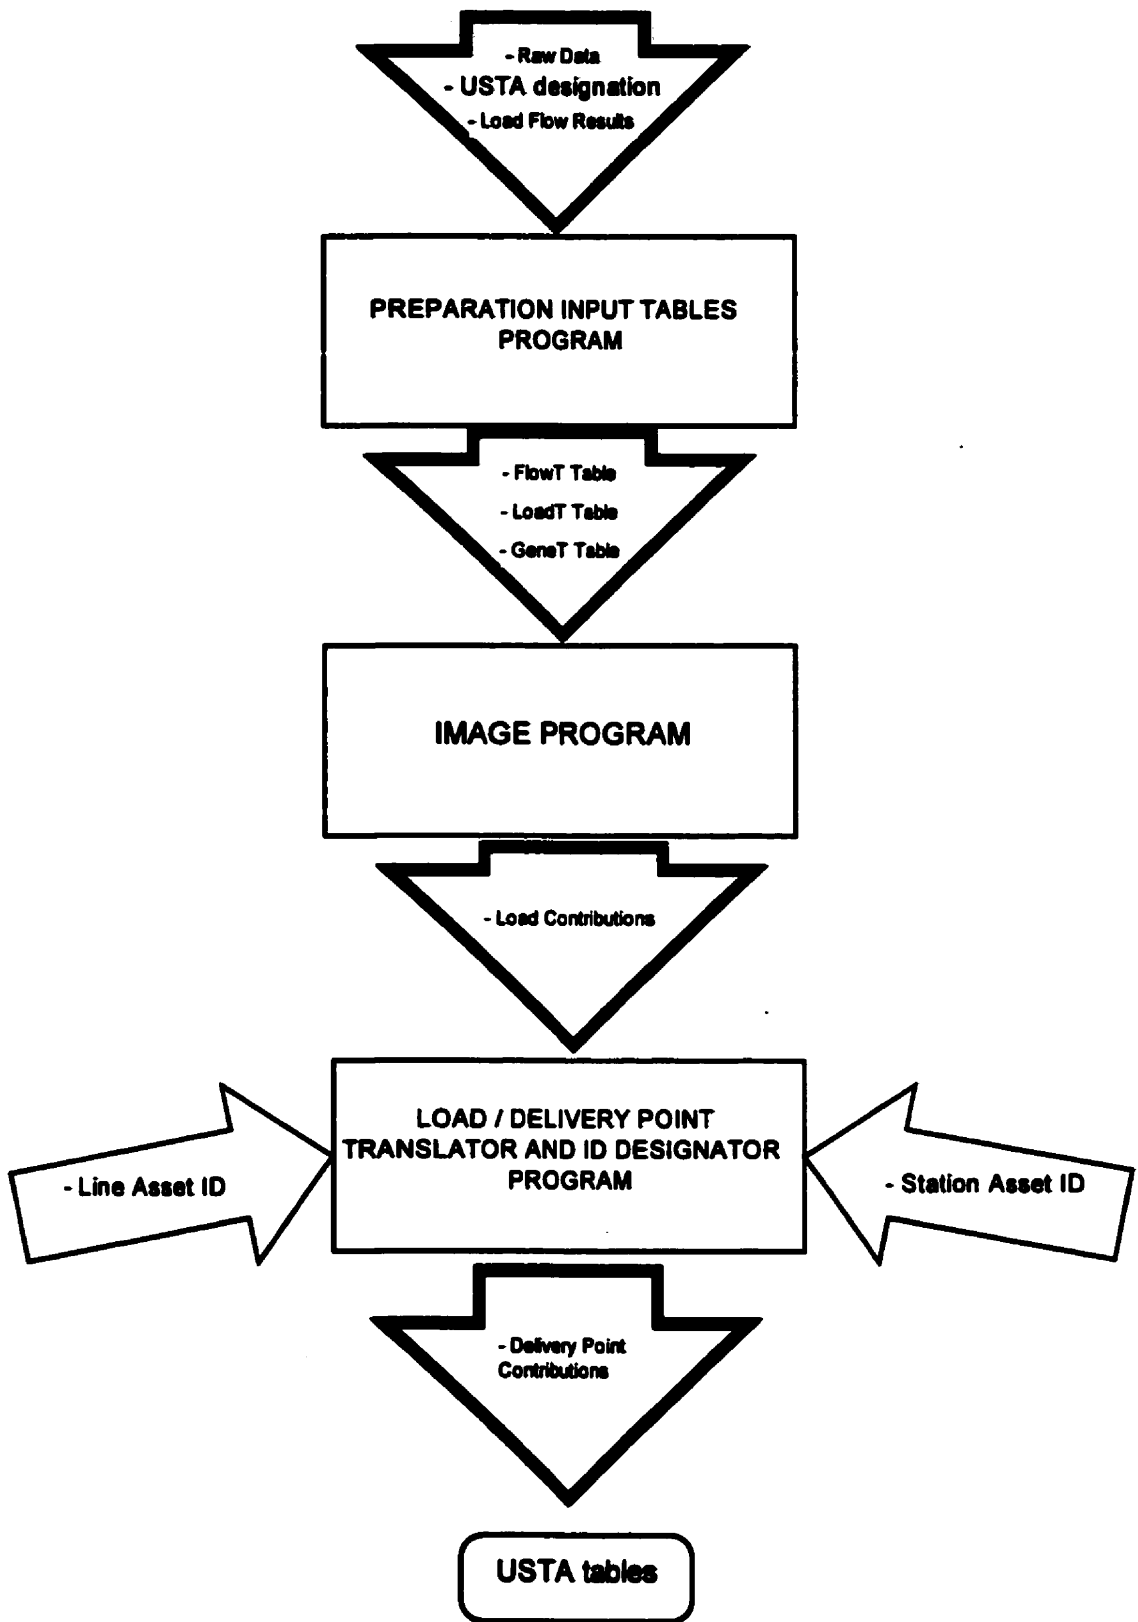 - Raw Data
- USTA designation
- Load Flow Results
PREPARATION INPUT TABLES
PROGRAM
- FlowT Table
- LoadT Table
- GeneT Table
IMAGE PROGRAM
- Load Contributions
LOAD / DELIVERY POINT
TRANSLATOR AND ID DESIGNATOR
PROGRAM
- Line Asset ID
- Station Asset ID
- Delivery Point
Contributions
USTA tables